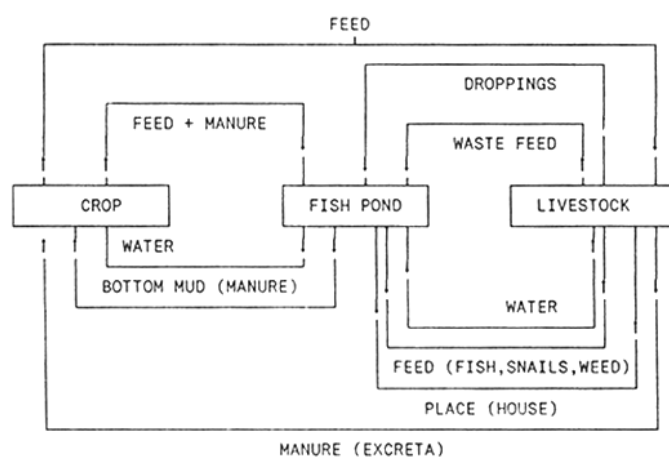 FEED
DROPPINGS
FEED + MANURE
WASTE FEED
CROP
FISH POND
LIVESTOCK
WATER
BOTTOM MUD (MANURE)
WATER
FEED (FISH,SNAILS,WEED)
PLACE (HOUSE)
MANURE (EXCRETA)